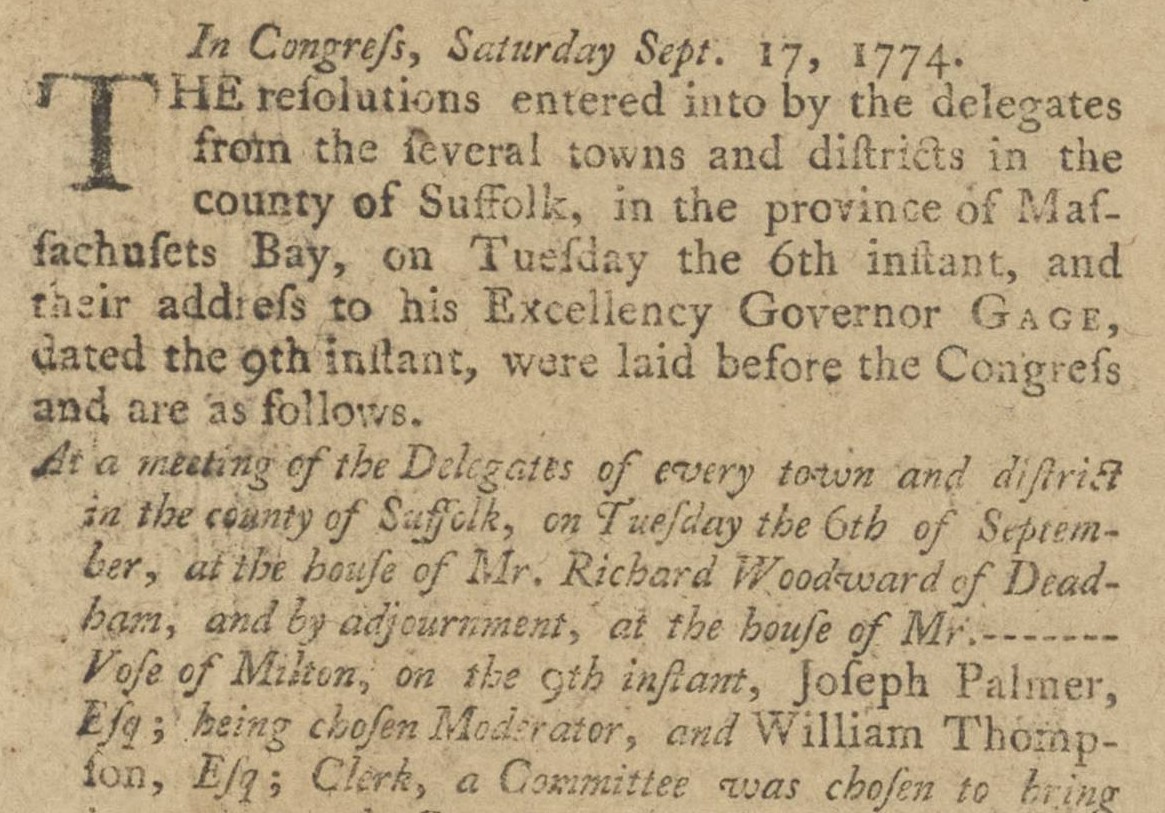 In Congreſs, Saturday Sept. 17, 1774.
THE reſolutions entered into by the delegates
from the ſeveral towns and diſtricts in the
county of Suffolk, in the province of Maſ-
ſachuſets Bay, on Tueſday the 6th inſtant, and
their addreſs to his Excellency Governor GAGE,
dated the 9th inſtant, were laid before the Congreſs
and are as follows.
At a meeting of the Delegates of every town and diſtrict
in the county of Suffolk, on Tueſday the 6th of Septem-
ber, at the houſe of Mr. Richard Woodward of Dead-
ham, and by adjournment, at the houſe of Mr.-------
Voſe of Milton, on the 9th inſtant, Joſeph Palmer,
Eſq; being choſen Moderator, and William Thomp-
ſon, Eſq; Clerk, a Committee was choſen to bring